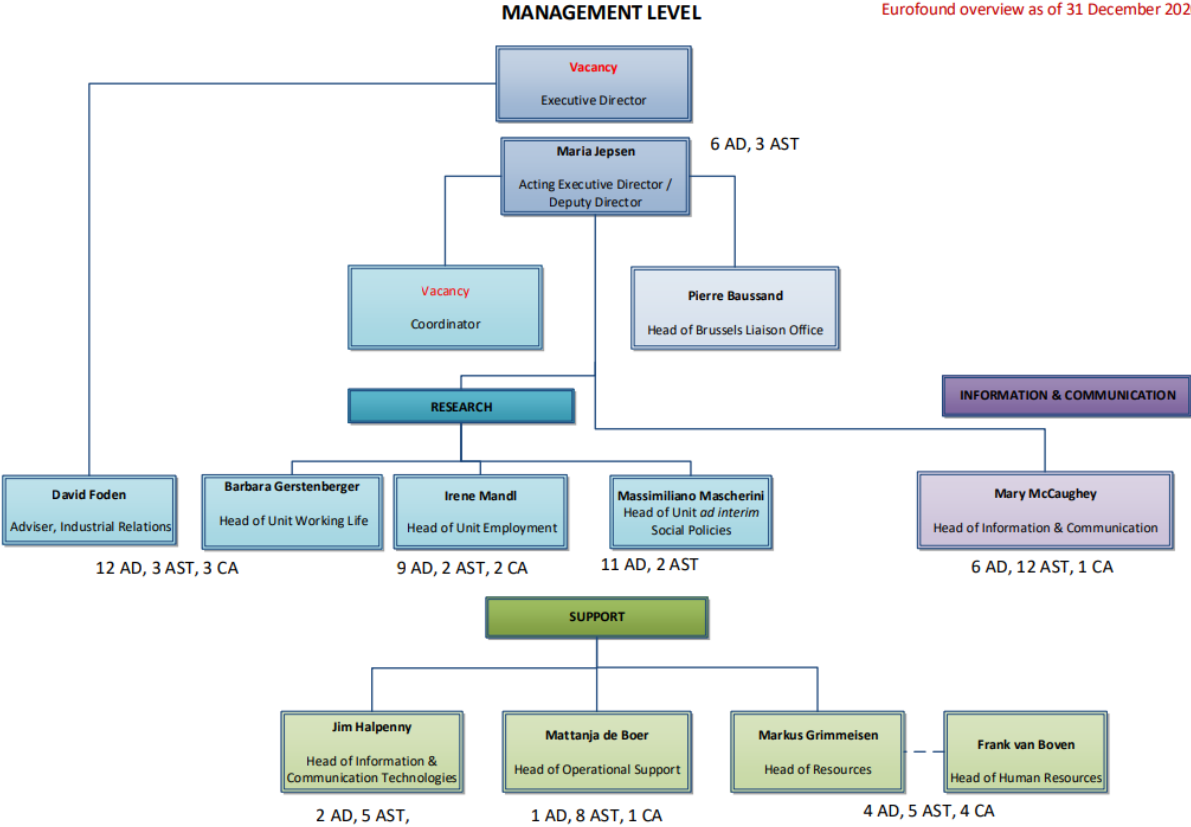 MANAGEMENT LEVEL
Eurofound overview as of 31 December 202
Vacancy
Executive Director
Maria Jepsen
Acting Executive Director /
Deputy Director
6 AD, 3 AST
Vacancy
Coordinator
Pierre Baussand
Head of Brussels Liaison Office
RESEARCH
INFORMATION & COMMUNICATION
David Foden
Adviser, Industrial Relations
Barbara Gerstenberger
Head of Unit Working Life
Irene Mandl
Head of Unit Employment
Massimiliano Mascherini
Head of Unit ad interim
Social Policies
Mary McCaughey
Head of Information & Communication
12 AD, 3 AST, 3 CA
9 AD, 2 AST, 2 CA
11 AD, 2 AST
6 AD, 12 AST, 1 CA
SUPPORT
Jim Halpenny
Head of Information &
Communication Technologies
Mattanja de Boer
Head of Operational Support
Markus Grimmeisen
Head of Resources
Frank van Boven
Head of Human Resources
2 AD, 5 AST,
1 AD, 8 AST, 1 CA
4 AD, 5 AST, 4 CA